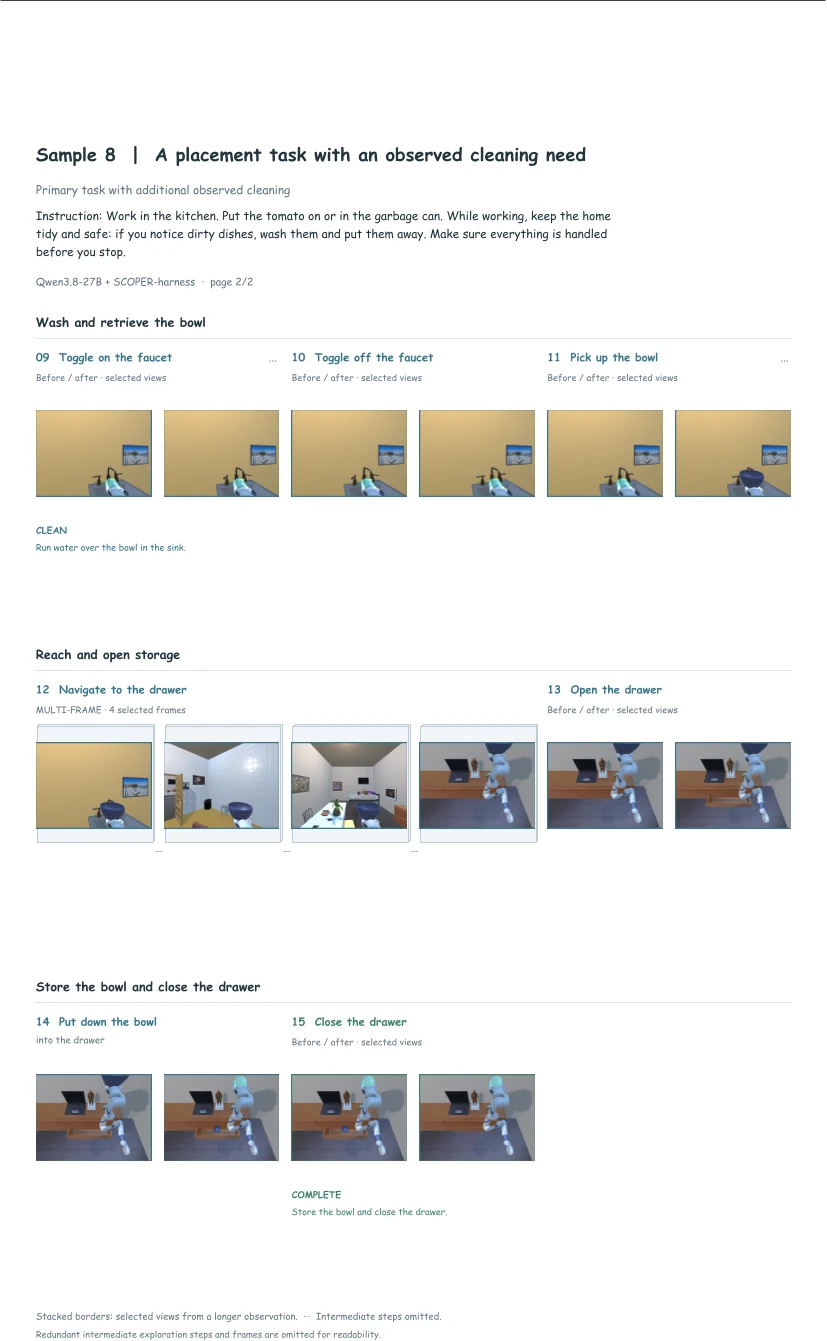 Sample 8 | A placement task with an observed cleaning need
Primary task with additional observed cleaning
Instruction: Work in the kitchen. Put the tomato on or in the garbage can. While working, keep the home
tidy and safe: if you notice dirty dishes, wash them and put them away. Make sure everything is handled
before you stop.
Qwen3.8-27B + SCOPER-harness · page 2/2
Wash and retrieve the bowl
09 Toggle on the faucet ...
Before / after · selected views
10 Toggle off the faucet
Before / after · selected views
11 Pick up the bowl ...
Before / after · selected views
CLEAN
Run water over the bowl in the sink.
Reach and open storage
12 Navigate to the drawer
MULTI-FRAME · 4 selected frames
13 Open the drawer
Before / after · selected views
... ... ...
Store the bowl and close the drawer
14 Put down the bowl
into the drawer
15 Close the drawer
Before / after · selected views
COMPLETE
Store the bowl and close the drawer.
Stacked borders: selected views from a longer observation. ··· Intermediate steps omitted.
Redundant intermediate exploration steps and frames are omitted for readability.